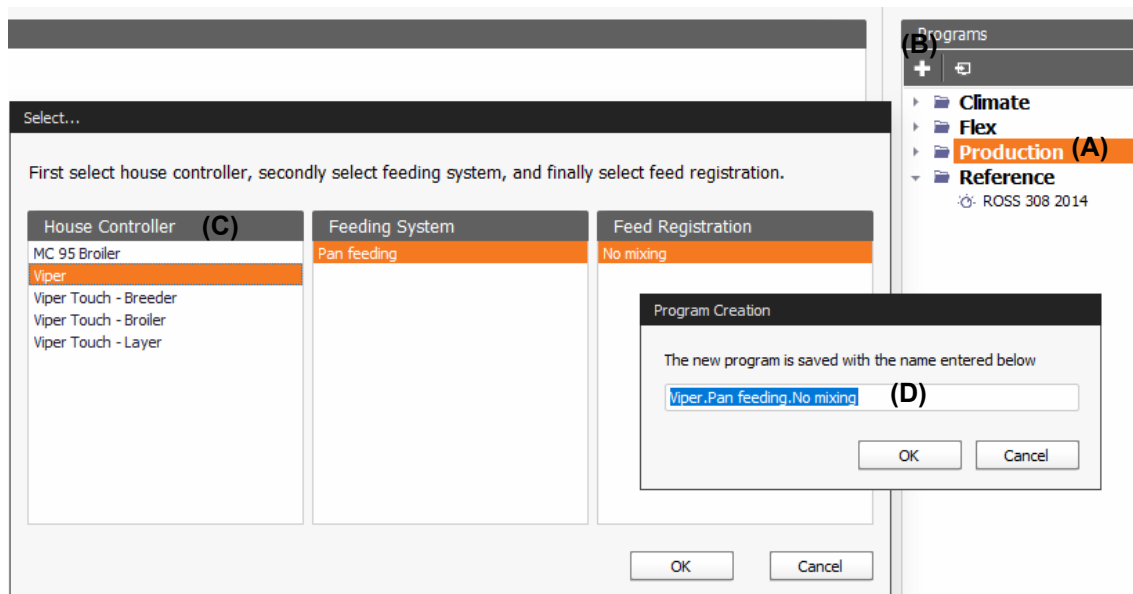 Programs
(B)
Climate
Flex
Production (A)
Reference
ROSS 308 2014
Select...
First select house controller, secondly select feeding system, and finally select feed registration.
House Controller (C)
MC 95 Broiler
Viper
Viper Touch - Breeder
Viper Touch - Broiler
Viper Touch - Layer
Feeding System
Pan feeding
Feed Registration
No mixing
Program Creation
The new program is saved with the name entered below
Viper.Pan feeding.No mixing (D)
OK Cancel
OK Cancel